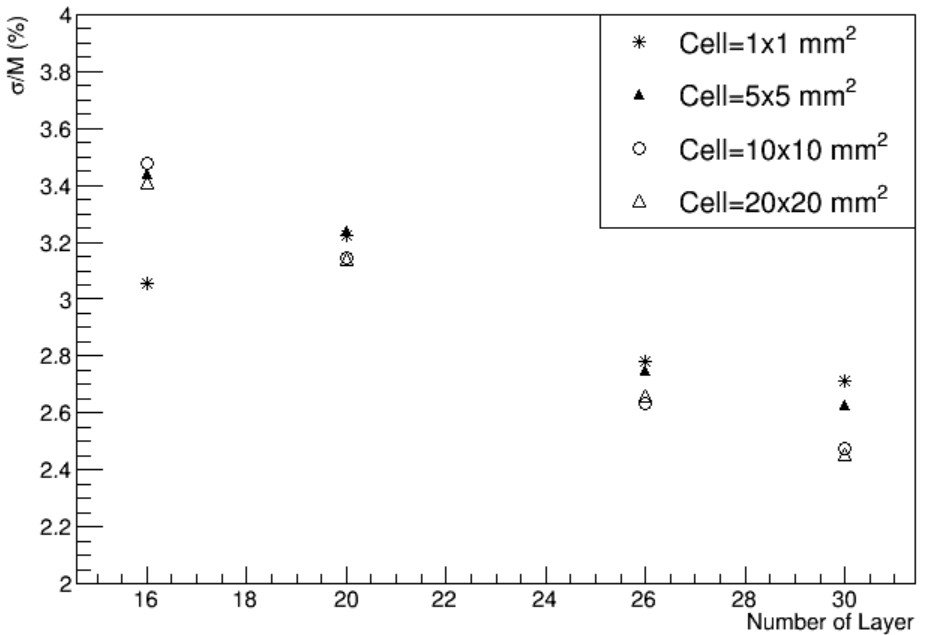 σ/M (%)
4
3.8
3.6
3.4
3.2
3
2.8
2.6
2.4
2.2
2
Cell=1x1 mm²
Cell=5x5 mm²
Cell=10x10 mm²
Cell=20x20 mm²
16 18 20 22 24 26 28 30
Number of Layer